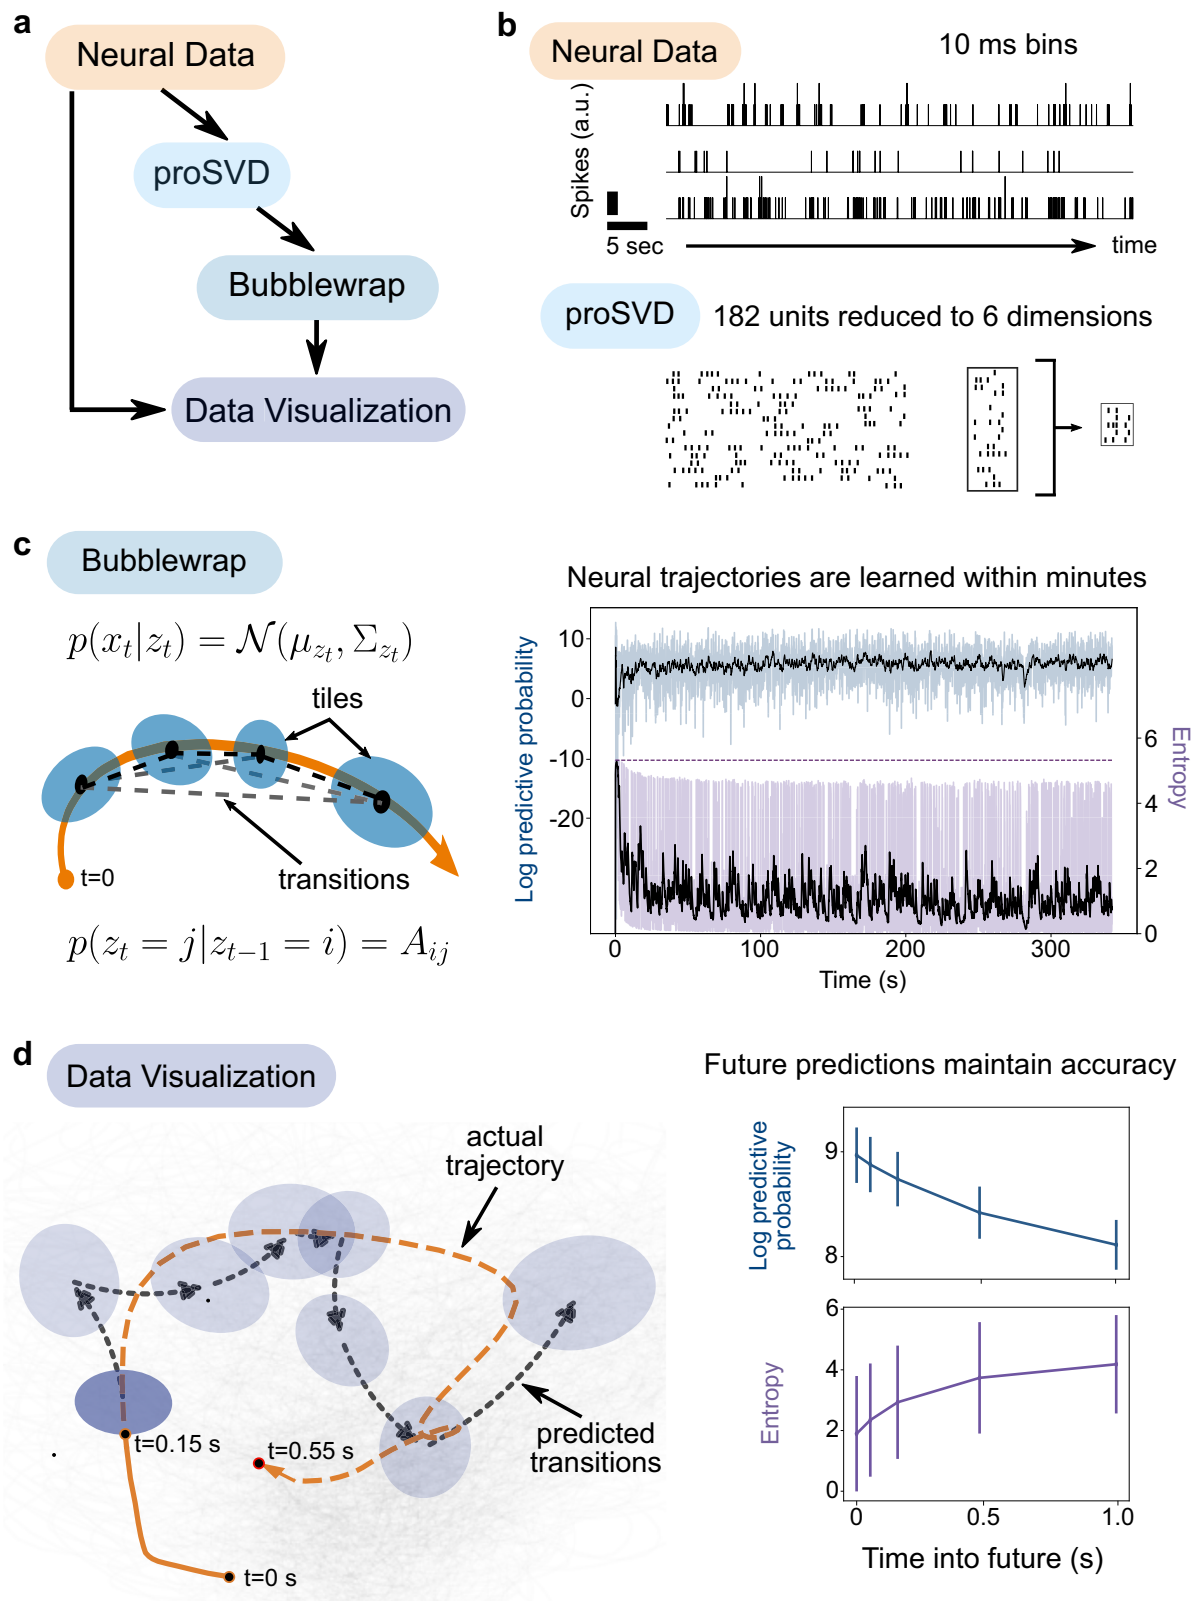 a
Neural Data
proSVD
Bubblewrap
Data Visualization
b
Neural Data
10 ms bins
Spikes (a.u.)
5 sec
time
proSVD
182 units reduced to 6 dimensions
c
Bubblewrap
p(x_t|z_t) = 𝒩(μ_{z_t}, Σ_{z_t})
tiles
t=0
transitions
p(z_t = j|z_{t−1} = i) = A_{ij}
Neural trajectories are learned within minutes
Log predictive probability
10
0
-10
-20
Entropy
6
4
2
0
0
100
200
300
Time (s)
d
Data Visualization
actual
trajectory
t=0.15 s
t=0.55 s
predicted
transitions
t=0 s
Future predictions maintain accuracy
Log predictive
probability
9
8
Entropy
6
4
2
0
0
0.5
1.0
Time into future (s)